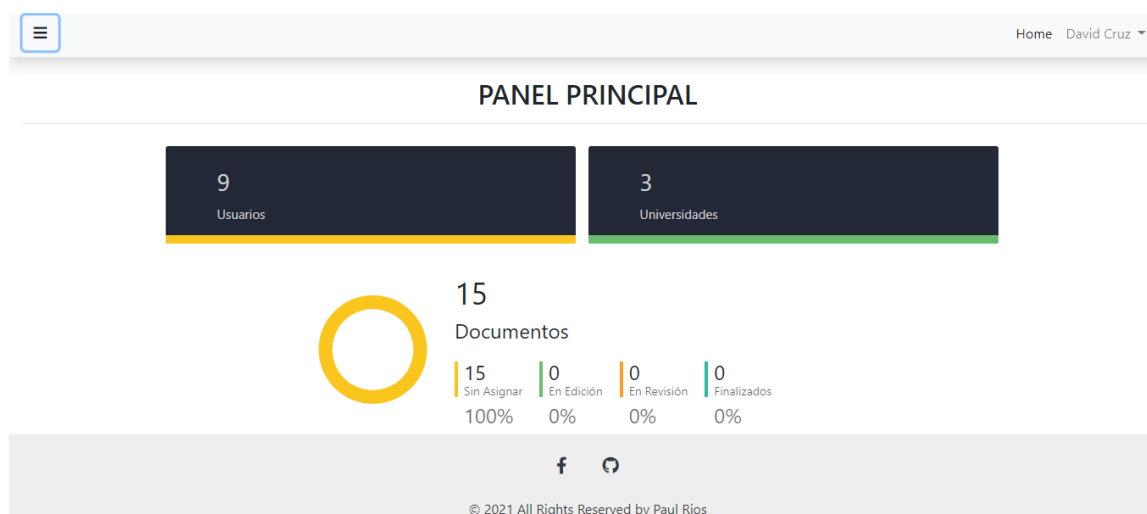 Home David Cruz
PANEL PRINCIPAL
9
Usuarios
3
Universidades
15
Documentos
15
Sin Asignar
100%
0
En Edición
0%
0
En Revisión
0%
0
Finalizados
0%
© 2021 All Rights Reserved by Paul Rios